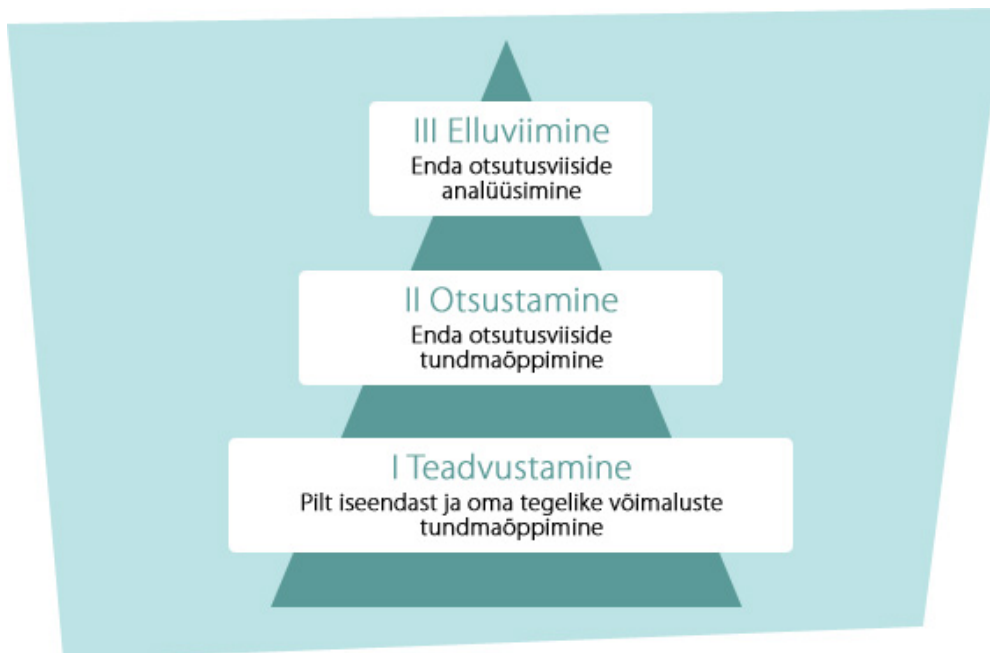 III Elluviimine
Enda otsutusviiside
analüüsimine
II Otsustamine
Enda otsutusviiside
tundmaõppimine
I Teadvustamine
Pilt iseendast ja oma tegelike võimaluste
tundmaõppimine